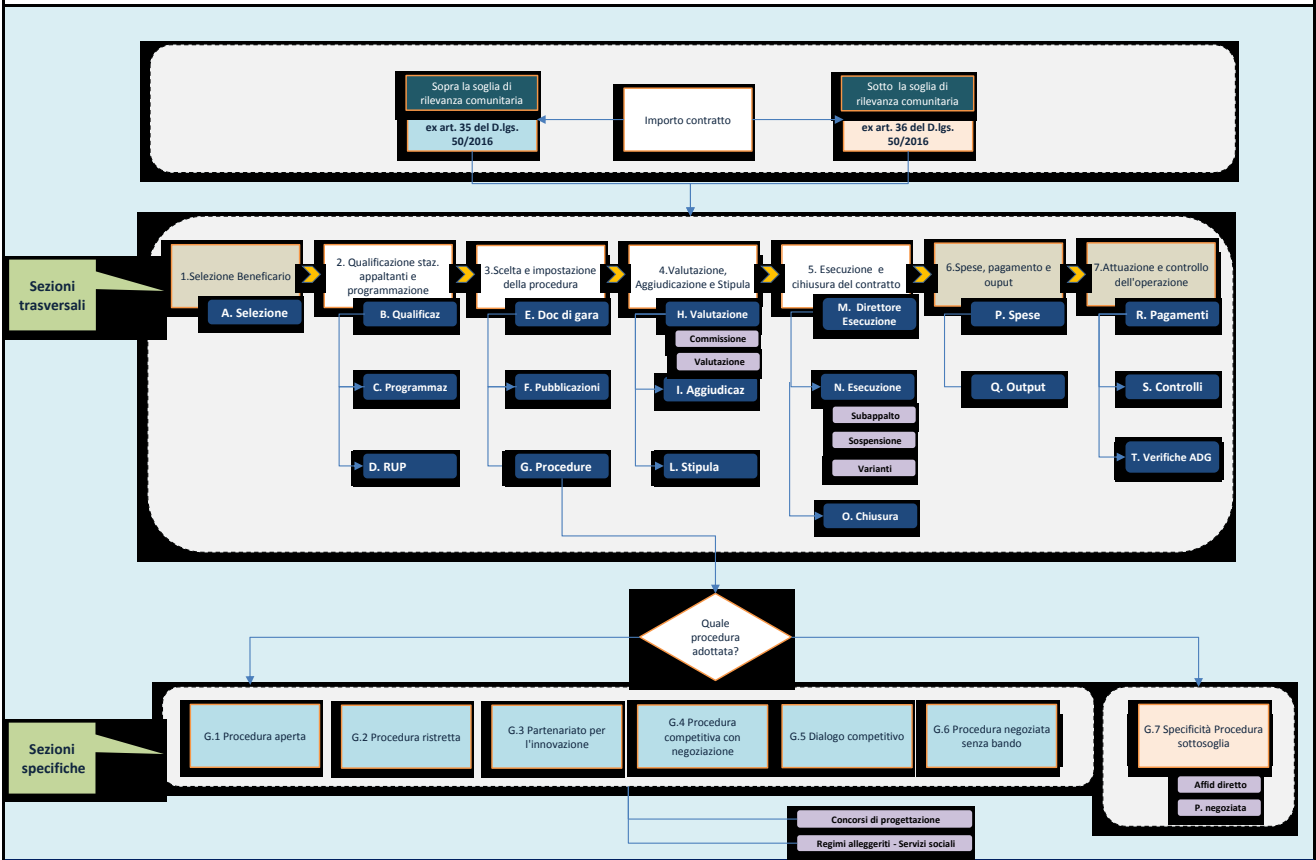 Sopra la soglia di
rilevanza comunitaria
ex art. 35 del D.lgs.
50/2016
Importo contratto
Sotto la soglia di
rilevanza comunitaria
ex art. 36 del D.lgs.
50/2016
Sezioni
trasversali
1.Selezione Beneficario
2. Qualificazione staz.
appaltanti e
programmazione
3.Scelta e impostazione
della procedura
4.Valutazione,
Aggiudicazione e Stipula
5. Esecuzione e
cihiusura del contratto
6.Spese, pagamento e
ouput
7.Attuazione e controllo
dell'operazione
A. Selezione
B. Qualificaz
C. Programmaz
D. RUP
E. Doc di gara
F. Pubblicazioni
G. Procedure
H. Valutazione
Commissione
Valutazione
I. Aggiudicaz
L. Stipula
M. Direttore
Esecuzione
N. Esecuzione
Subappalto
Sospensione
Varianti
O. Chiusura
P. Spese
Q. Output
R. Pagamenti
S. Controlli
T. Verifiche ADG
Quale
procedura
adottata?
Sezioni
specifiche
G.1 Procedura aperta
G.2 Procedura ristretta
G.3 Partenariato per
l'innovazione
G.4 Procedura
competitiva con
negoziazione
G.5 Dialogo competitivo
G.6 Procedura negoziata
senza bando
G.7 Specificità Procedura
sottosoglia
Affid diretto
P. negoziata
Concorsi di progettazione
Regimi alleggeriti - Servizi sociali